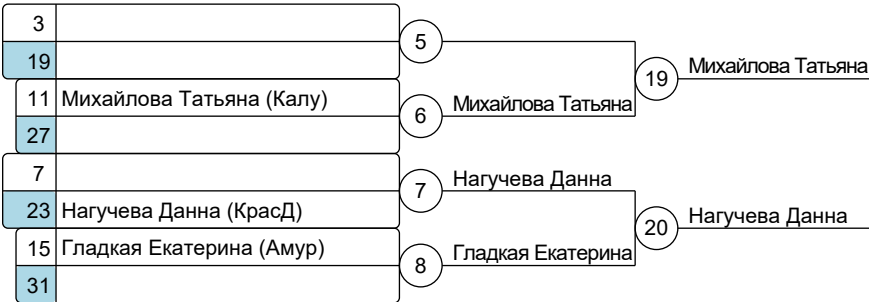 3
19
5
11 Михайлова Татьяна (Калу)
27
6
Михайлова Татьяна
19
Михайлова Татьяна
7
23 Нагучева Данна (КрасД)
7
Нагучева Данна
15 Гладкая Екатерина (Амур)
31
8
Гладкая Екатерина
20
Нагучева Данна